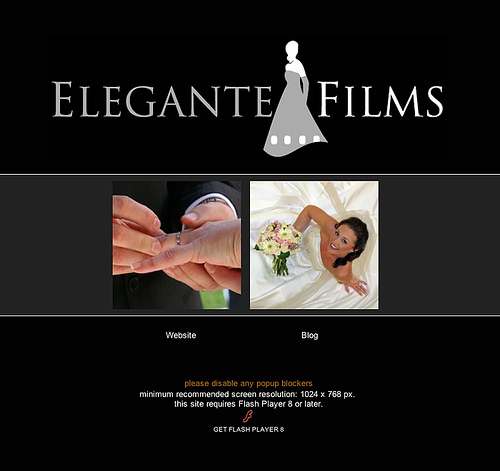 ELEGANTE FILMS
Website
Blog
please disable any popup blockers
minimum recommended screen resolution: 1024 x 768 px.
this site requires Flash Player 8 or later.
GET FLASH PLAYER 8